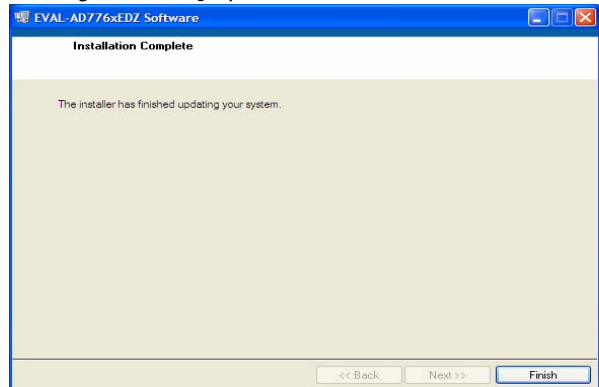 EVAL-AD776xEDZ Software
Installation Complete
The installer has finished updating your system.
<< Back
Next >>
Finish